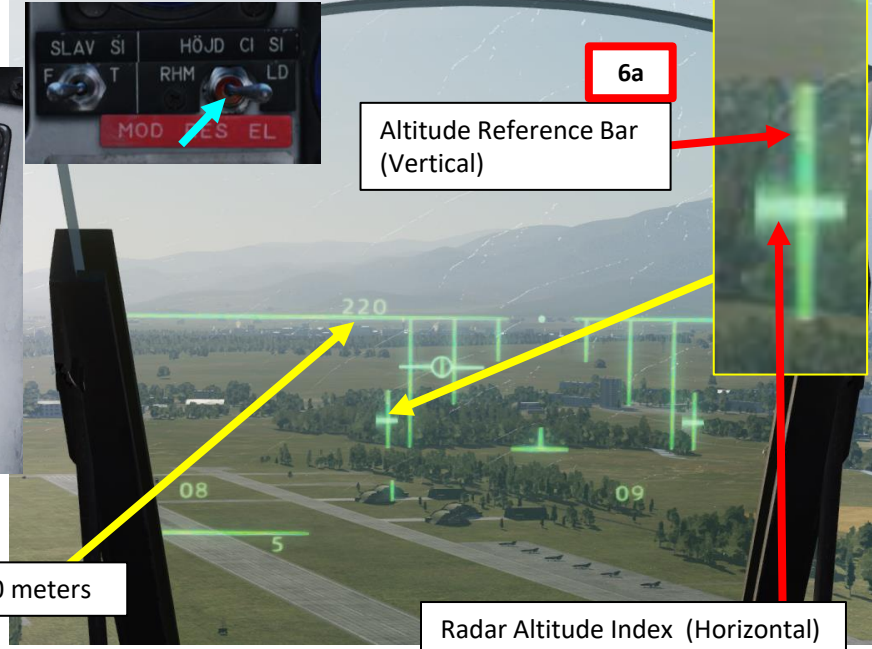 SLAV SI HÖJD CI SI
F T RHM LD
MOD RES EL
6a
Altitude Reference Bar
(Vertical)
220
08
09
5
0 meters
Radar Altitude Index (Horizontal)